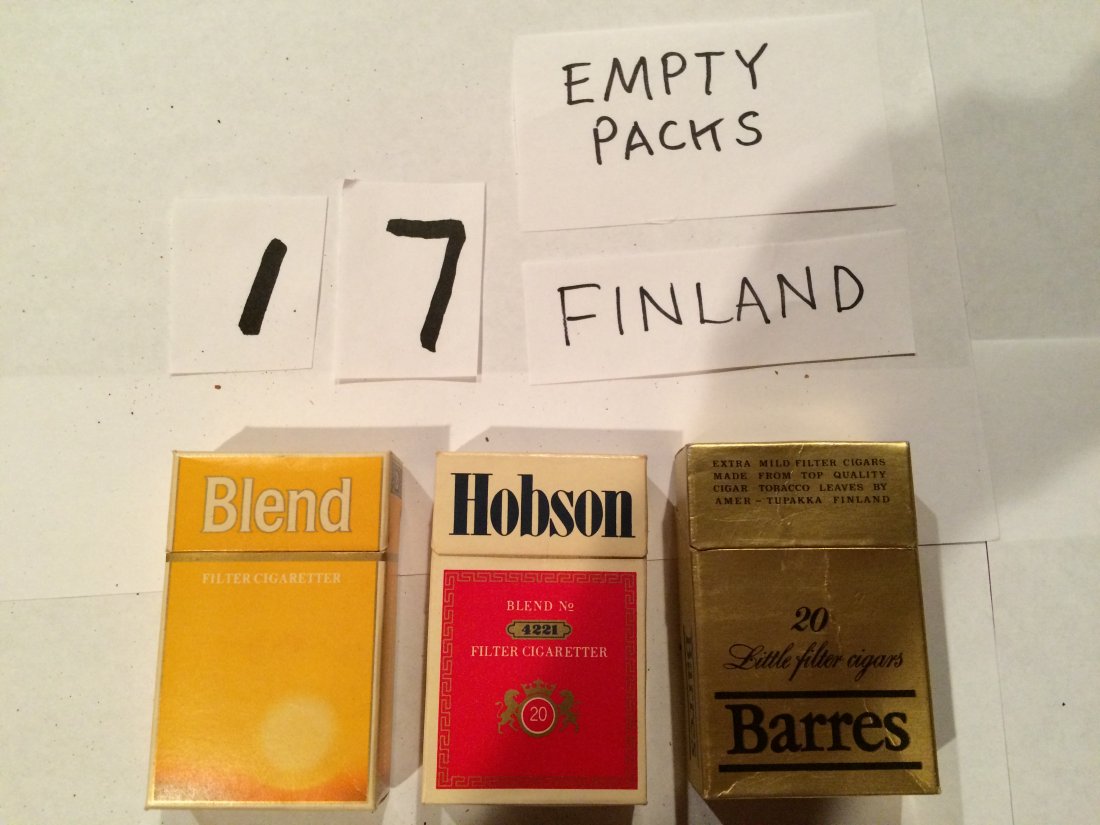 EMPTY
PACKS
1 7
FINLAND
Blend
FILTER CIGARETTER
Hobson
BLEND No
4221
FILTER CIGARETTER
20
EXTRA MILD FILTER CIGARS
MADE FROM TOP QUALITY
CIGAR TOBACCO LEAVES BY
AMER – TUPAKKA FINLAND
20
Little filter cigars
Barres